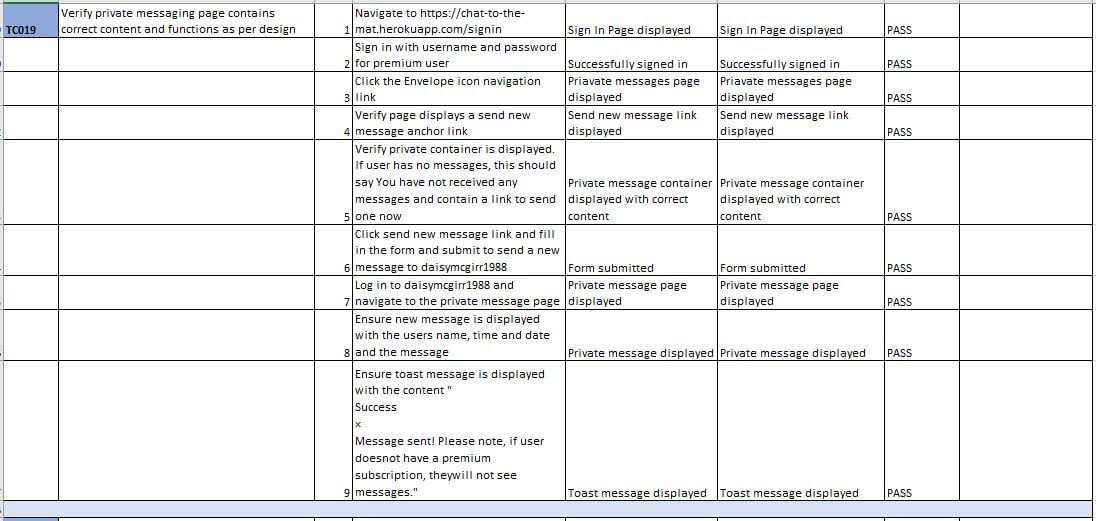 TC019
Verify private messaging page contains
correct content and functions as per design
1
Navigate to https://chat-to-the-
mat.herokuapp.com/signin
Sign In Page displayed
Sign In Page displayed
PASS
2
Sign in with username and password
for premium user
Successfully signed in
Successfully signed in
PASS
3
Click the Envelope icon navigation
link
Priavate messages page
displayed
Priavate messages page
displayed
PASS
4
Verify page displays a send new
message anchor link
Send new message link
displayed
Send new message link
displayed
PASS
5
Verify private container is displayed.
If user has no messages, this should
say You have not received any
messages and contain a link to send
one now
Private message container
displayed with correct
content
Private message container
displayed with correct
content
PASS
6
Click send new message link and fill
in the form and submit to send a new
message to daisymcgirr1988
Form submitted
Form submitted
PASS
7
Log in to daisymcgirr1988 and
navigate to the private message page
Private message page
displayed
Private message page
displayed
PASS
8
Ensure new message is displayed
with the users name, time and date
and the message
Private message displayed
Private message displayed
PASS
9
Ensure toast message is displayed
with the content "
Success
×
Message sent! Please note, if user
doesnot have a premium
subscription, theywill not see
messages."
Toast message displayed
Toast message displayed
PASS